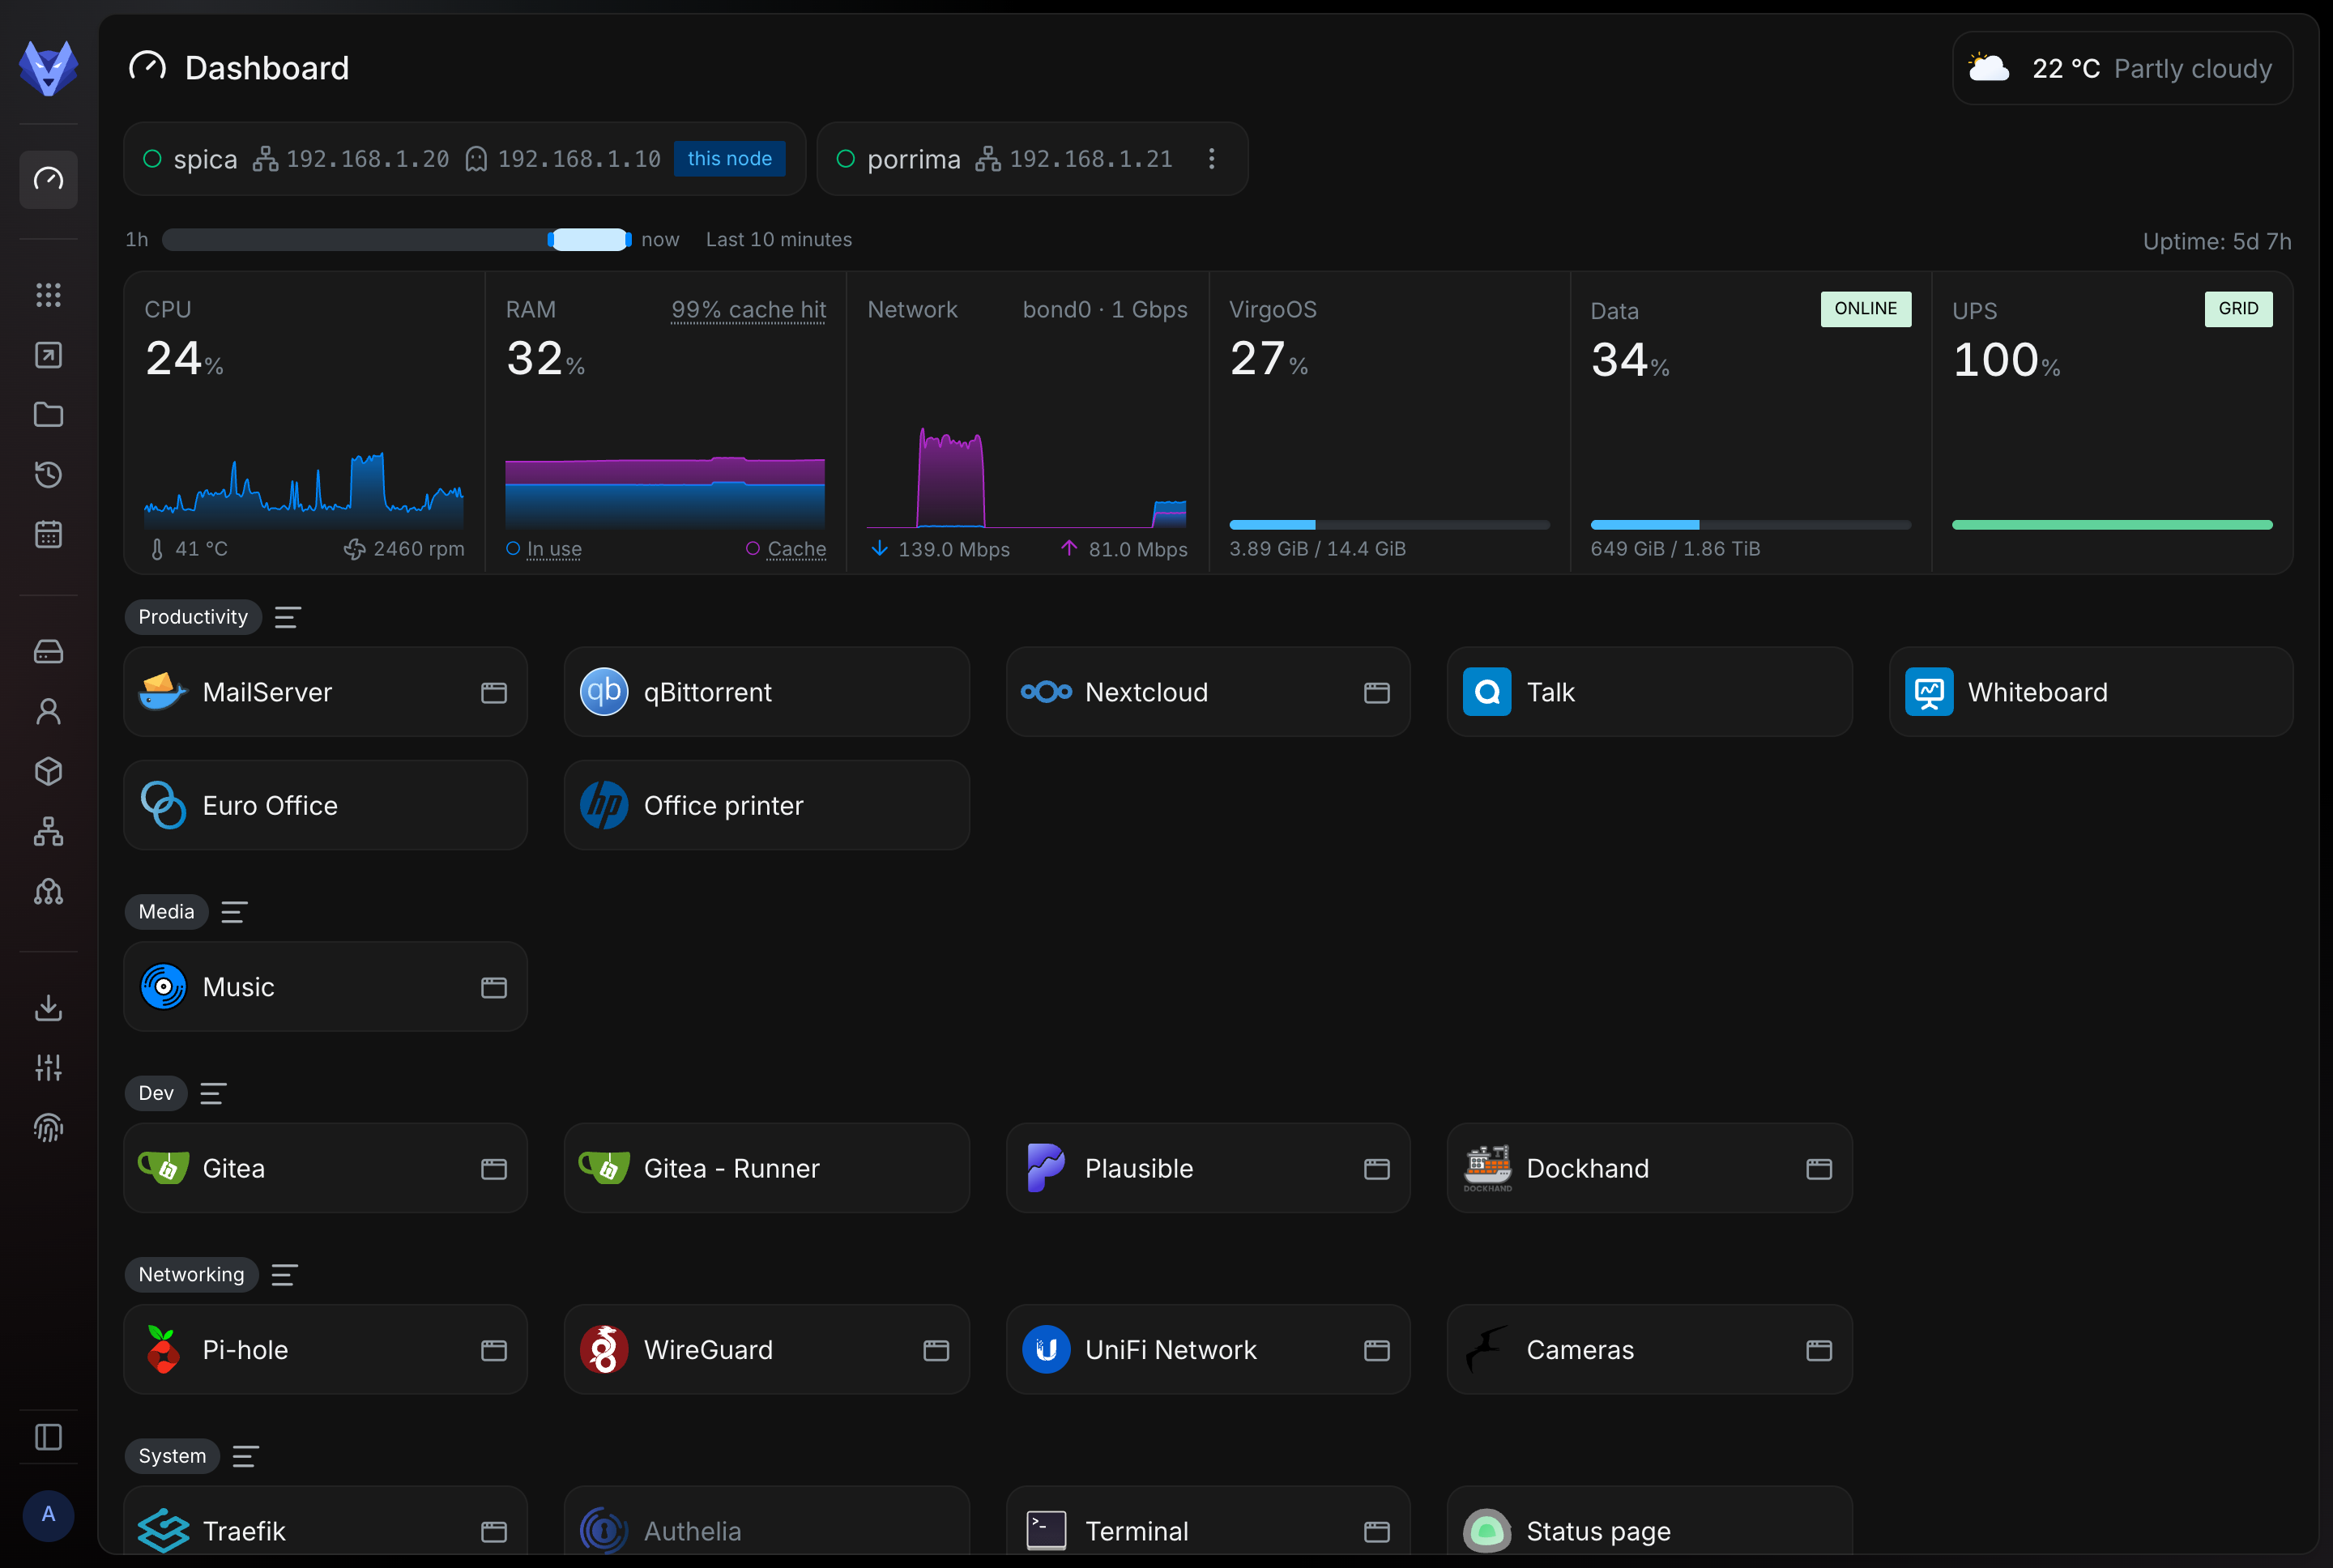 Dashboard
22 °C Partly cloudy
spica 192.168.1.20 192.168.1.10 this node
porrima 192.168.1.21
1h now Last 10 minutes
Uptime: 5d 7h
CPU
24%
41 °C 2460 rpm
RAM 99% cache hit
32%
In use Cache
Network bond0 · 1 Gbps
139.0 Mbps 81.0 Mbps
VirgoOS
27%
3.89 GiB / 14.4 GiB
Data ONLINE
34%
649 GiB / 1.86 TiB
UPS GRID
100%
Productivity
MailServer
qb qBittorrent
Nextcloud
Talk
Whiteboard
Euro Office
hp Office printer
Media
Music
Dev
Gitea
Gitea - Runner
Plausible
DOCKHAND Dockhand
Networking
Pi-hole
WireGuard
U UniFi Network
Cameras
System
Traefik
Authelia
>_ Terminal
Status page
A